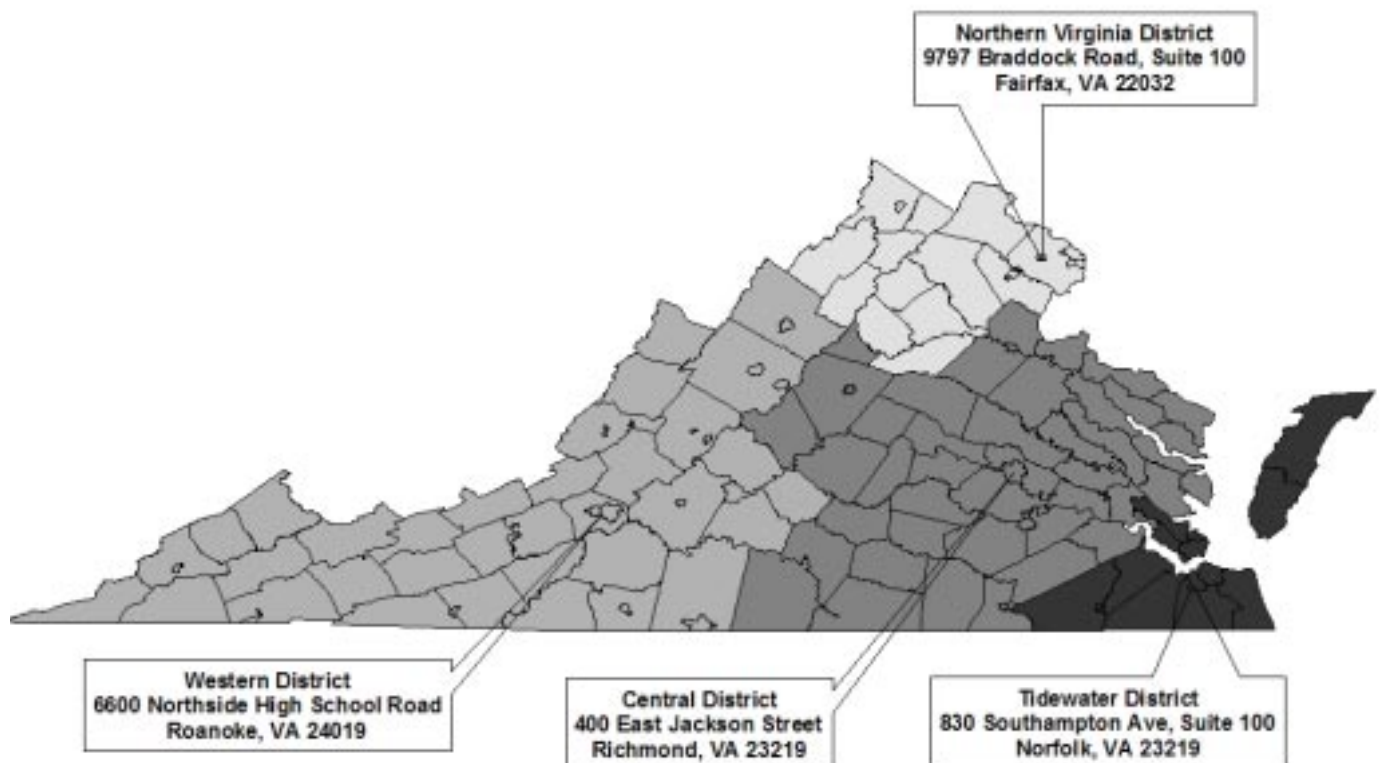 Northern Virginia District
9797 Braddock Road, Suite 100
Fairfax, VA 22032
Western District
6600 Northside High School Road
Roanoke, VA 24019
Central District
400 East Jackson Street
Richmond, VA 23219
Tidewater District
830 Southampton Ave, Suite 100
Norfolk, VA 23219